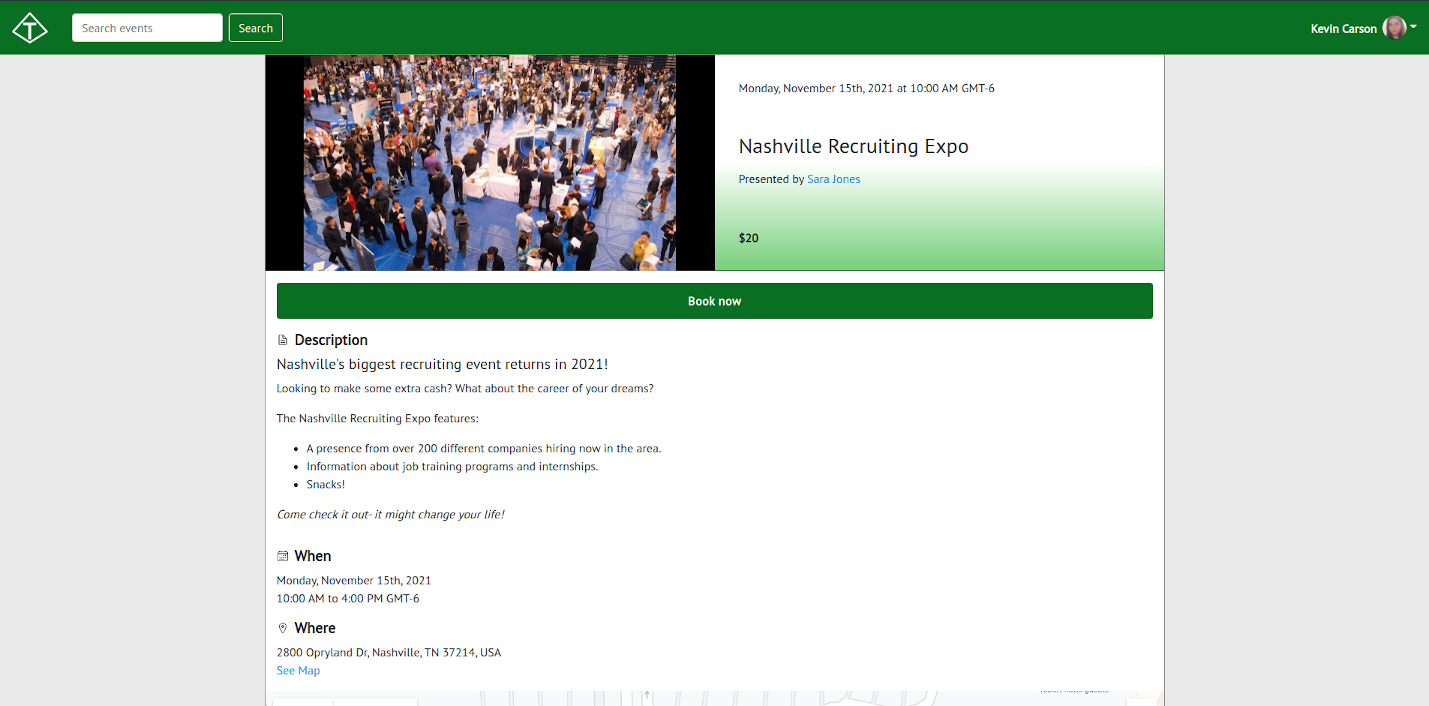 T
Search events
Search
Kevin Carson
Monday, November 15th, 2021 at 10:00 AM GMT-6
Nashville Recruiting Expo
Presented by Sara Jones
$20
Book now
Description
Nashville's biggest recruiting event returns in 2021!
Looking to make some extra cash? What about the career of your dreams?
The Nashville Recruiting Expo features:
A presence from over 200 different companies hiring now in the area.
Information about job training programs and internships.
Snacks!
Come check it out- it might change your life!
When
Monday, November 15th, 2021
10:00 AM to 4:00 PM GMT-6
Where
2800 Opryland Dr, Nashville, TN 37214, USA
See Map